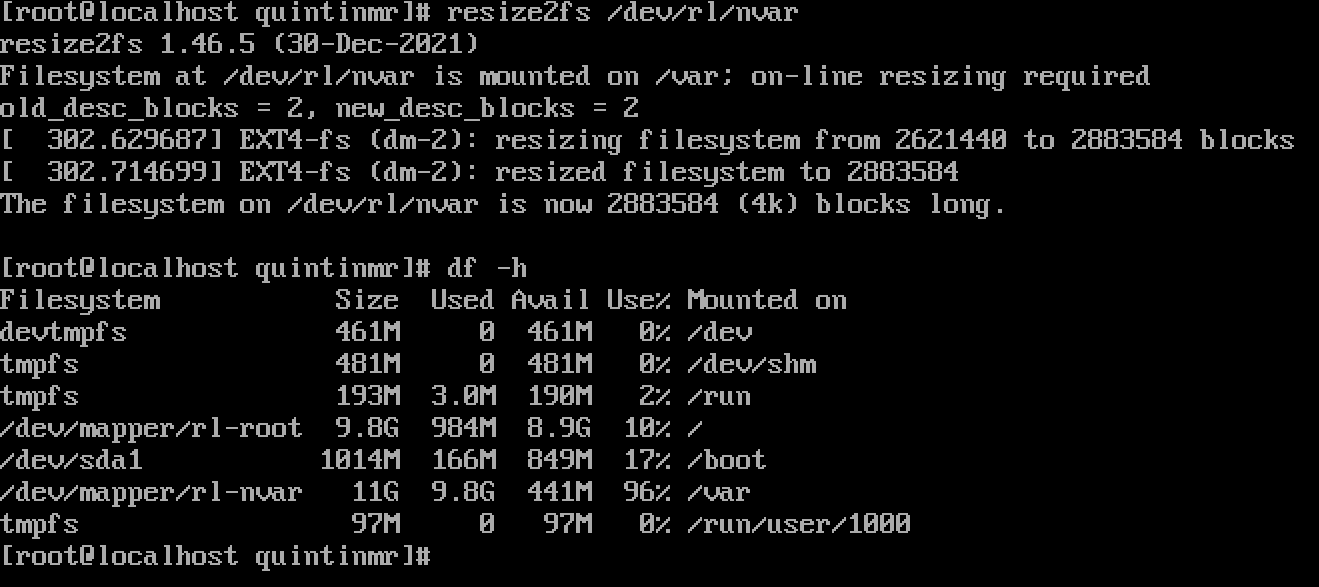 [root@localhost quintinmr]# resize2fs /dev/rl/nvar
resize2fs 1.46.5 (30-Dec-2021)
Filesystem at /dev/rl/nvar is mounted on /var; on-line resizing required
old_desc_blocks = 2, new_desc_blocks = 2
[  302.629687] EXT4-fs (dm-2): resizing filesystem from 2621440 to 2883584 blocks
[  302.714699] EXT4-fs (dm-2): resized filesystem to 2883584
The filesystem on /dev/rl/nvar is now 2883584 (4k) blocks long.
[root@localhost quintinmr]# df -h
Filesystem           Size  Used Avail Use% Mounted on
devtmpfs             461M     0  461M   0% /dev
tmpfs                481M     0  481M   0% /dev/shm
tmpfs                193M  3.0M  190M   2% /run
/dev/mapper/rl-root  9.8G  984M  8.9G  10% /
/dev/sda1           1014M  166M  849M  17% /boot
/dev/mapper/rl-nvar   11G  9.8G  441M  96% /var
tmpfs                 97M     0   97M   0% /run/user/1000
[root@localhost quintinmr]#